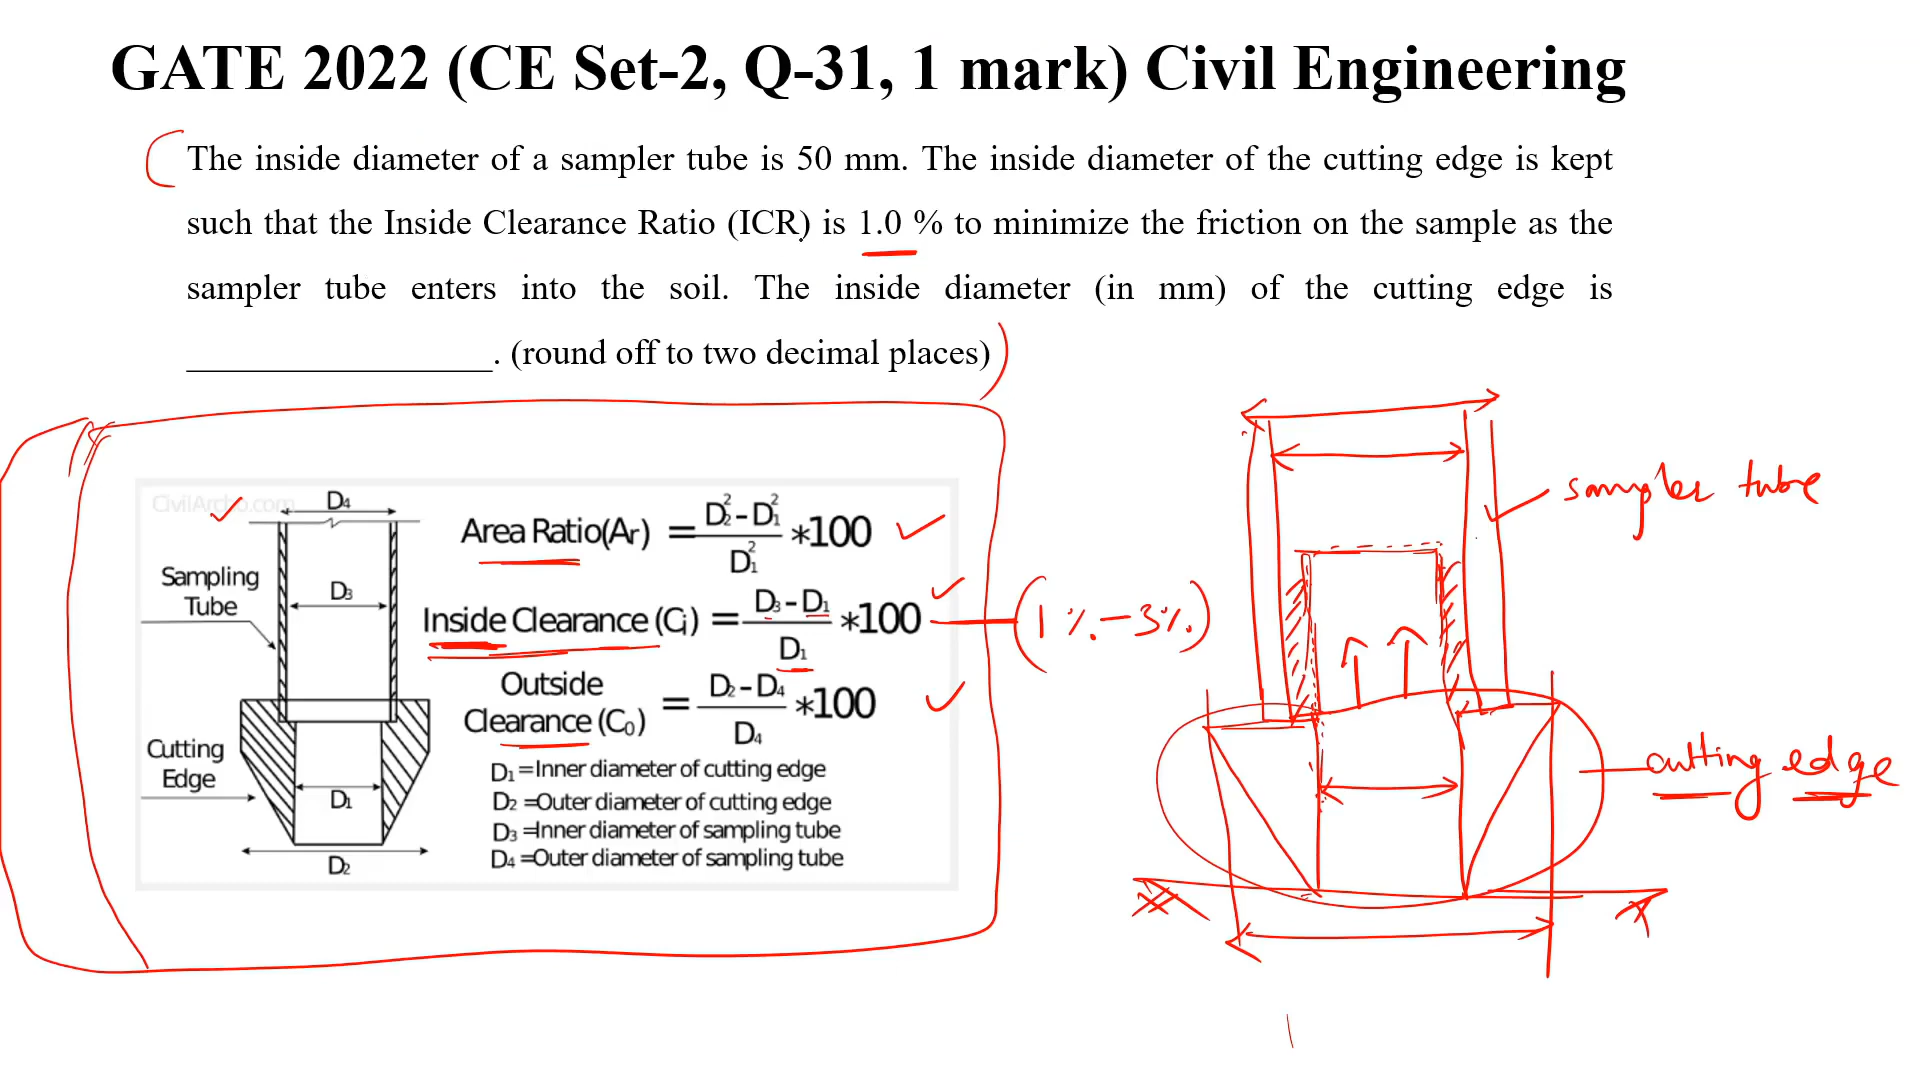 GATE 2022 (CE Set-2, Q-31, 1 mark) Civil Engineering
The inside diameter of a sampler tube is 50 mm. The inside diameter of the cutting edge is kept
such that the Inside Clearance Ratio (ICR) is 1.0 % to minimize the friction on the sample as the
sampler tube enters into the soil. The inside diameter (in mm) of the cutting edge is
_________________. (round off to two decimal places)
D₄
Sampling
Tube
D₃
Cutting
Edge
D₁
D₂
Area Ratio(Ar) = D₂²-D₁² / D₁² *100
Inside Clearance (Cᵢ) = D₃-D₁ / D₁ *100
Outside
Clearance (C₀) = D₂-D₄ / D₄ *100
D₁=Inner diameter of cutting edge
D₂ =Outer diameter of cutting edge
D₃ =Inner diameter of sampling tube
D₄ =Outer diameter of sampling tube
(1%-3%)
sampler tube
cutting edge